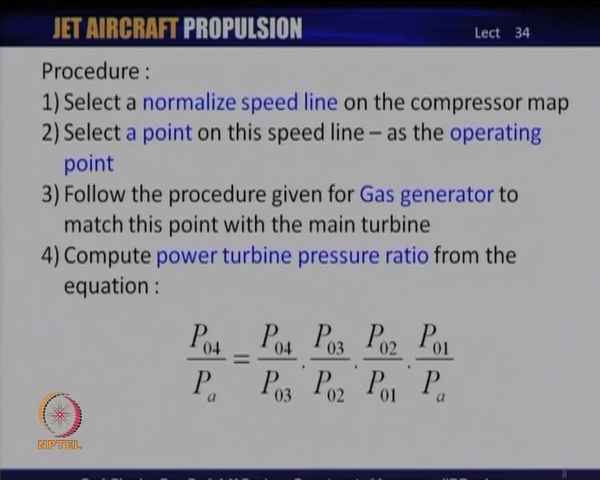 JET AIRCRAFT PROPULSION
Lect 34
Procedure :
1) Select a normalize speed line on the compressor map
2) Select a point on this speed line – as the operating
point
3) Follow the procedure given for Gas generator to
match this point with the main turbine
4) Compute power turbine pressure ratio from the
equation :
P04/Pa = P04/P03 . P03/P02 . P02/P01 . P01/Pa
NPTEL
8